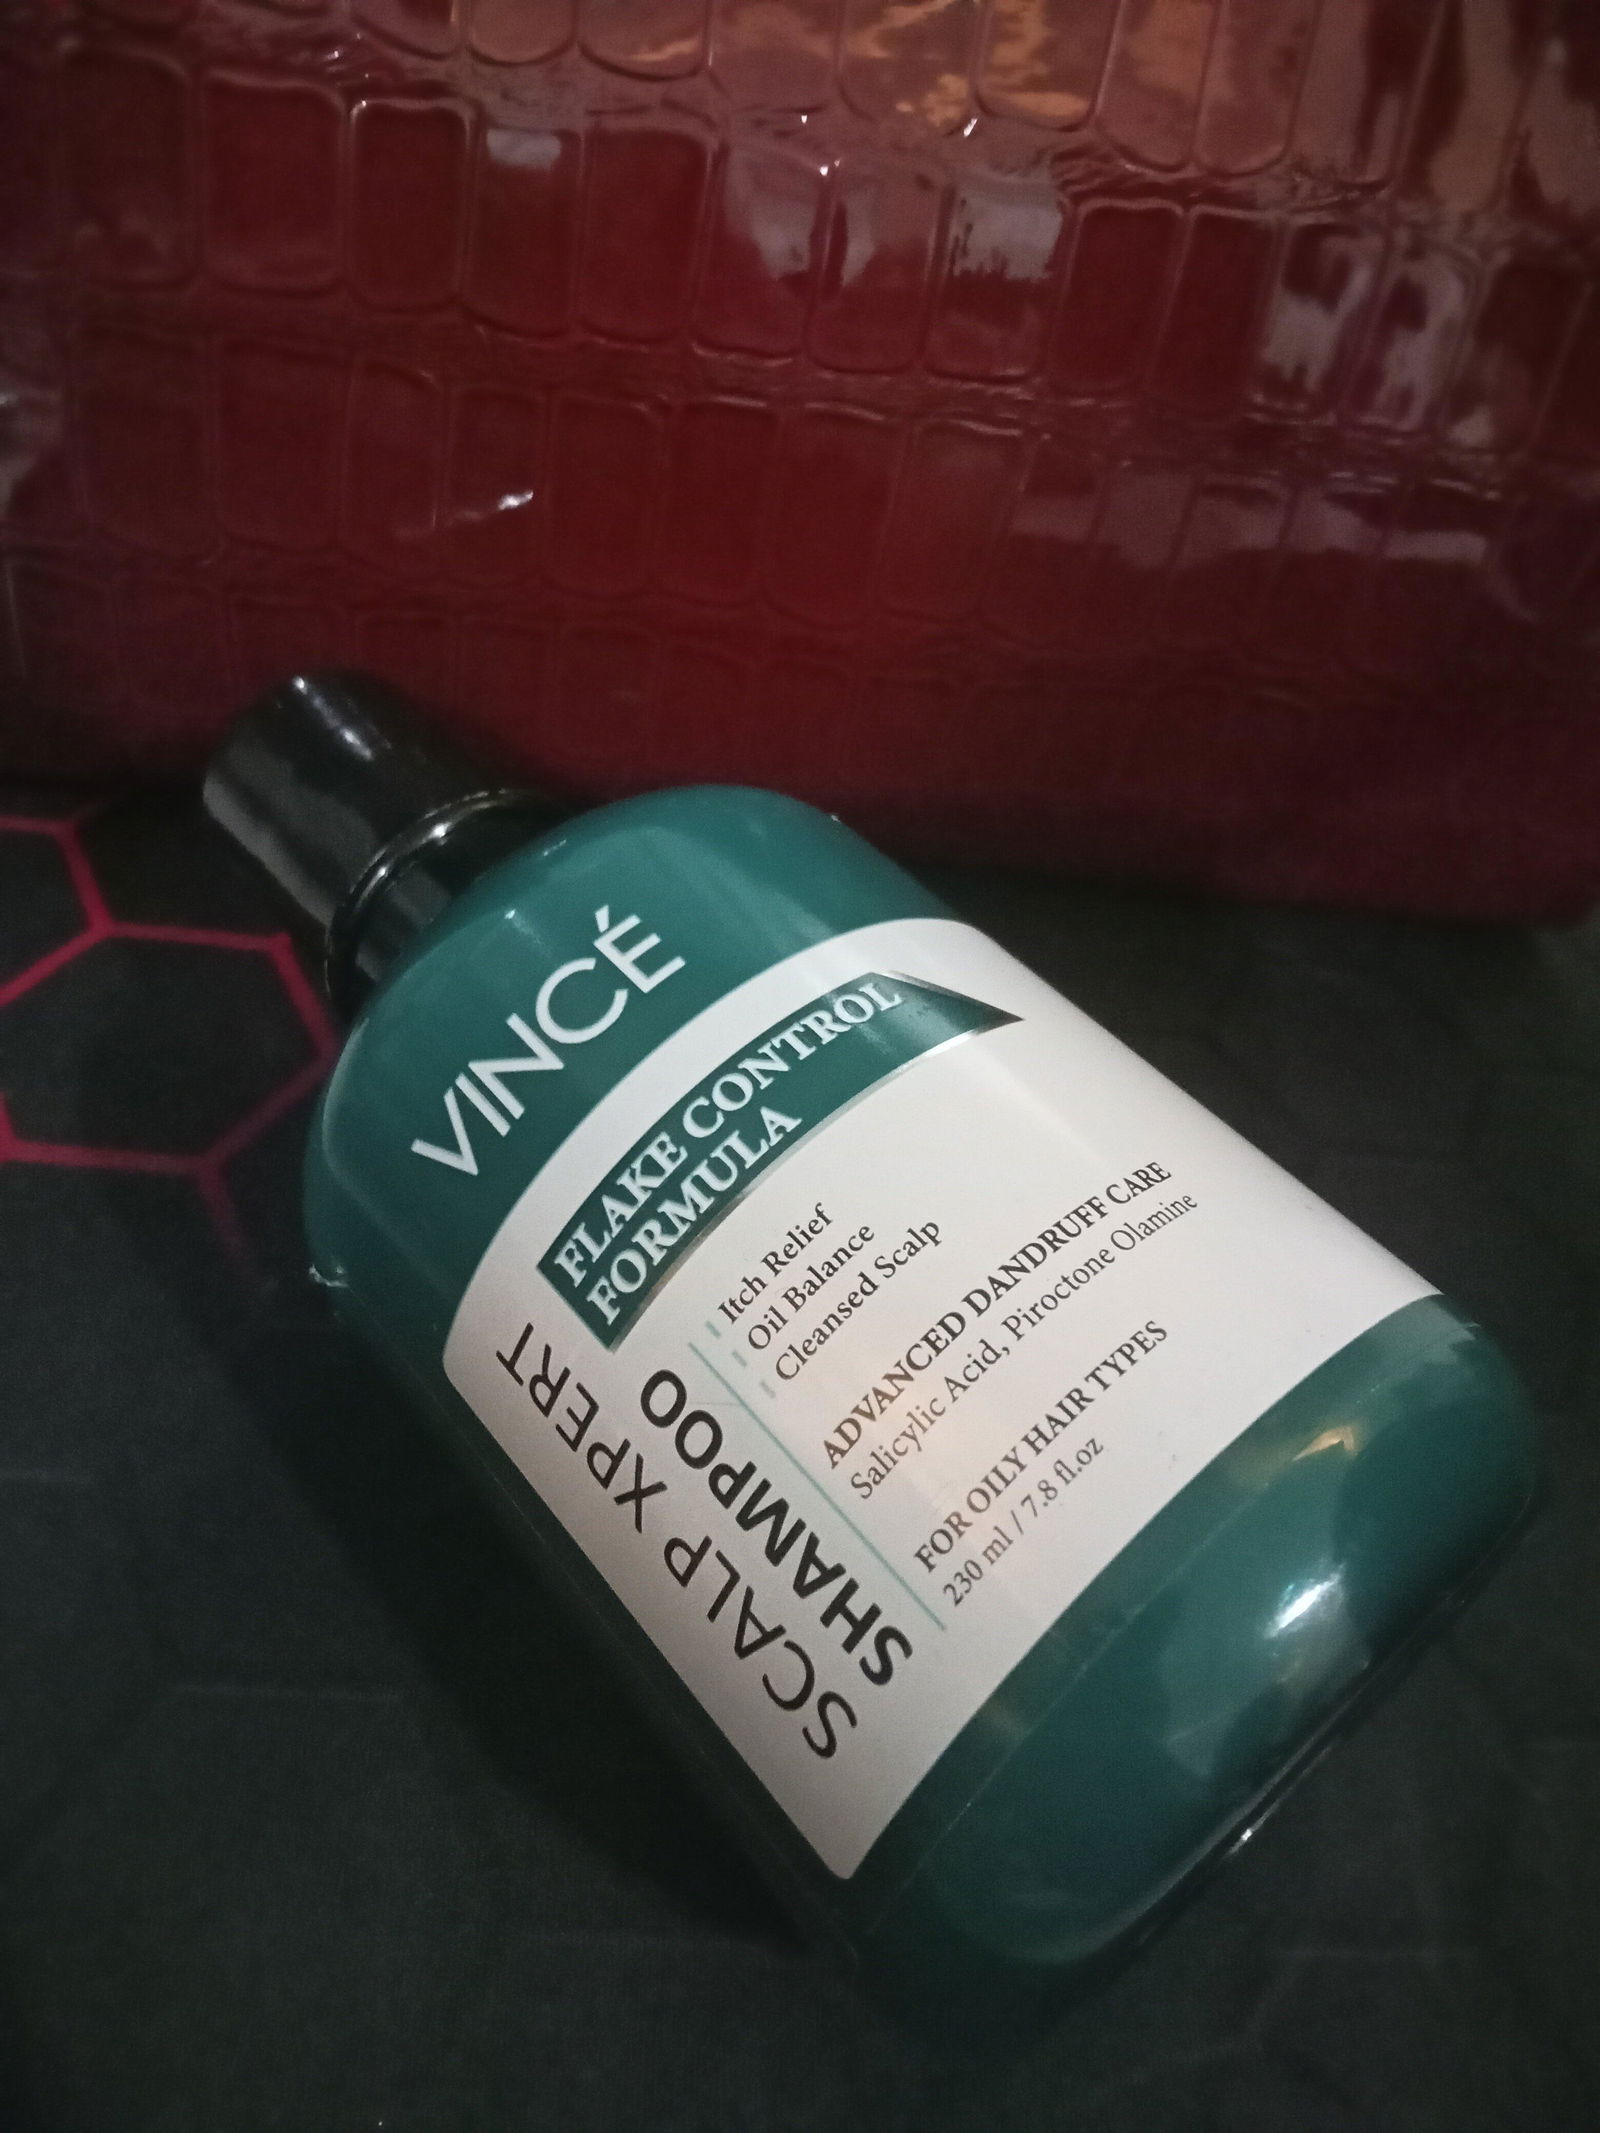 VINCÉ
FLAKE CONTROL
FORMULA
SCALP XPERT
SHAMPOO
Itch Relief
Oil Balance
Cleansed Scalp
ADVANCED DANDRUFF CARE
Salicylic Acid, Piroctone Olamine
FOR OILY HAIR TYPES
230 ml / 7.8 fl.oz